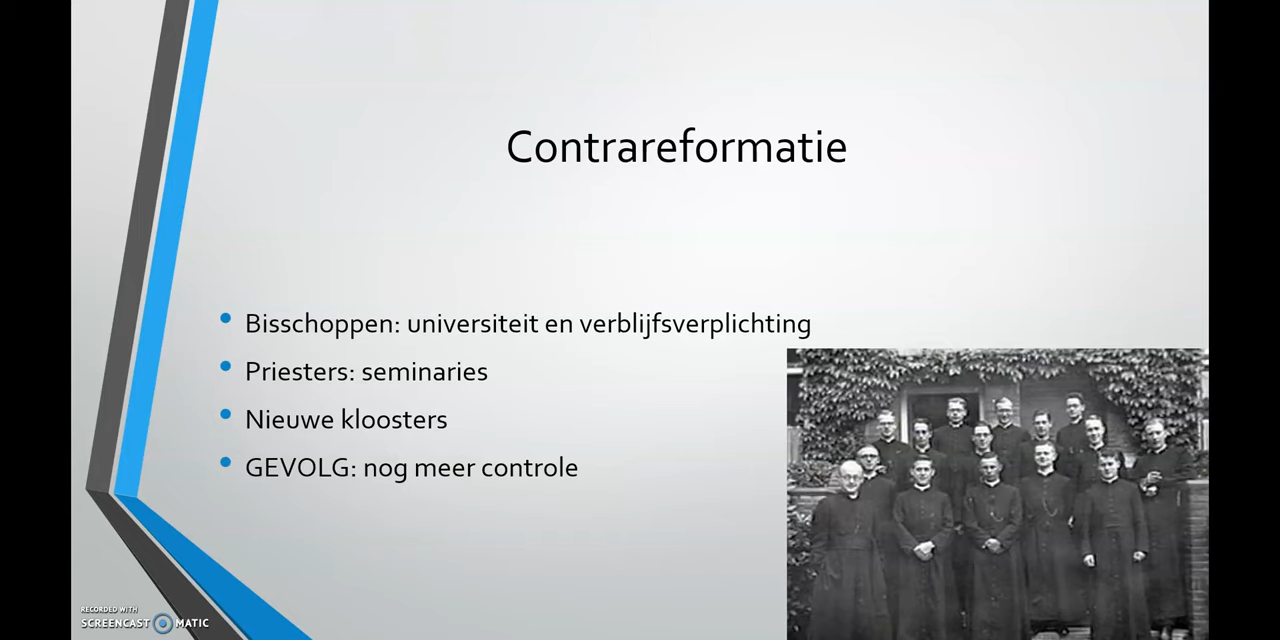 Contrareformatie
Bisschoppen: universiteit en verblijfsverplichting
Priesters: seminaries
Nieuwe kloosters
GEVOLG: nog meer controle
RECORDED WITH
SCREENCAST MATIC